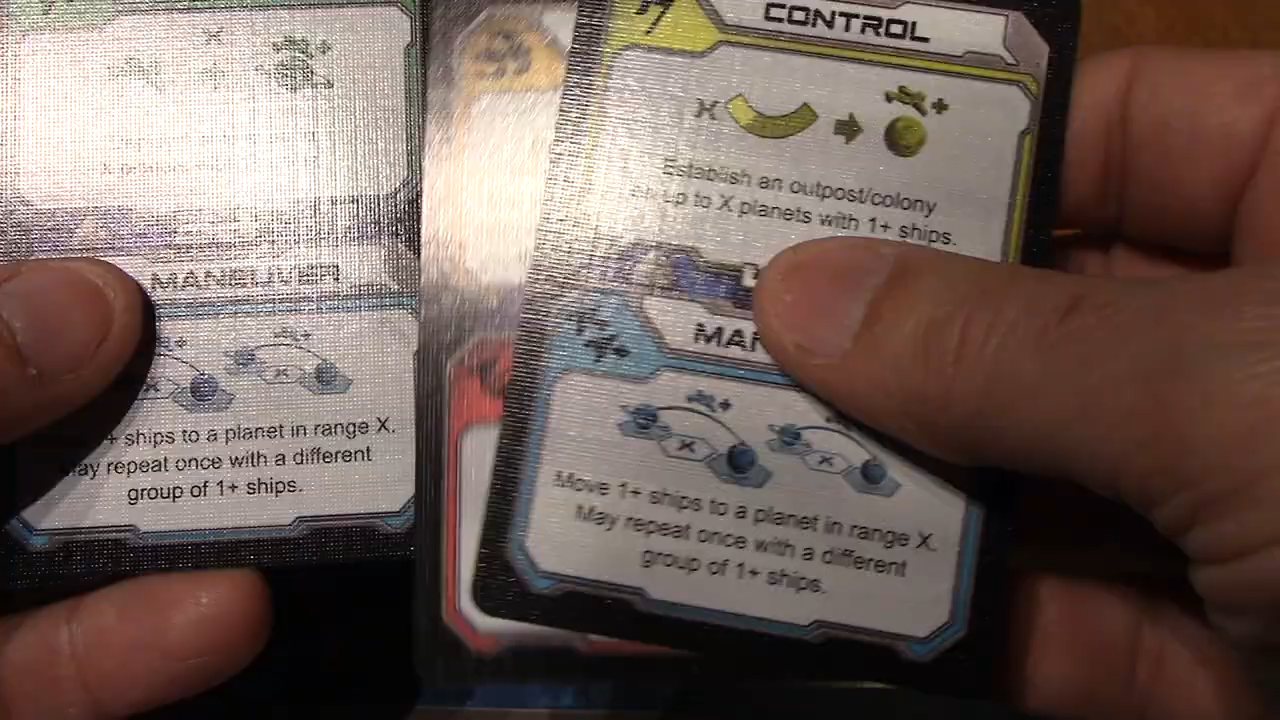 MANEUVER
+ ships to a planet in range X.
May repeat once with a different
group of 1+ ships.
CONTROL
Establish an outpost/colony
up to X planets with 1+ ships.
MAN
Move 1+ ships to a planet in range X.
May repeat once with a different
group of 1+ ships.